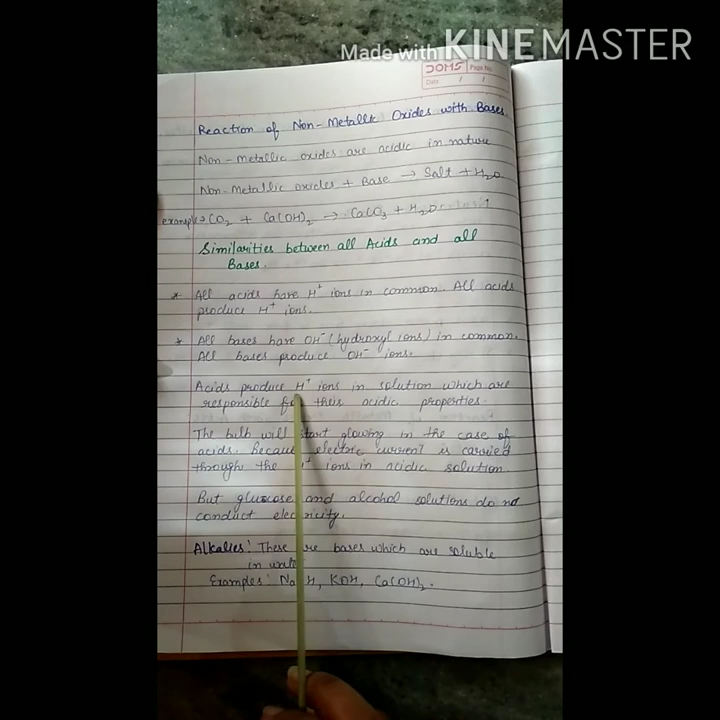 Made with KINEMASTER
DOMS Page No.
Date / /
Reaction of Non-Metallic Oxides with Bases.
Non-Metallic oxides are acidic in nature
Non-Metallic oxides + Base → Salt + H₂O
example→ CO₂ + Ca(OH)₂ → CaCO₃ + H₂O
Similarities between all Acids and all
Bases.
* All acids have H⁺ ions in common. All acids
produce H⁺ ions.
* All bases have OH⁻ (hydroxyl ions) in common.
All bases produce OH⁻ ions.
Acids produce H⁺ ions in solution which are
responsible for their acidic properties.
The bulb will start glowing in the case of
acids. Because electric current is carried
through the H⁺ ions in acidic solution.
But glucose and alcohol solutions do not
conduct electricity.
Alkalies: These are bases which are soluble
in
Examples: NaOH, KOH, Ca(OH)₂.